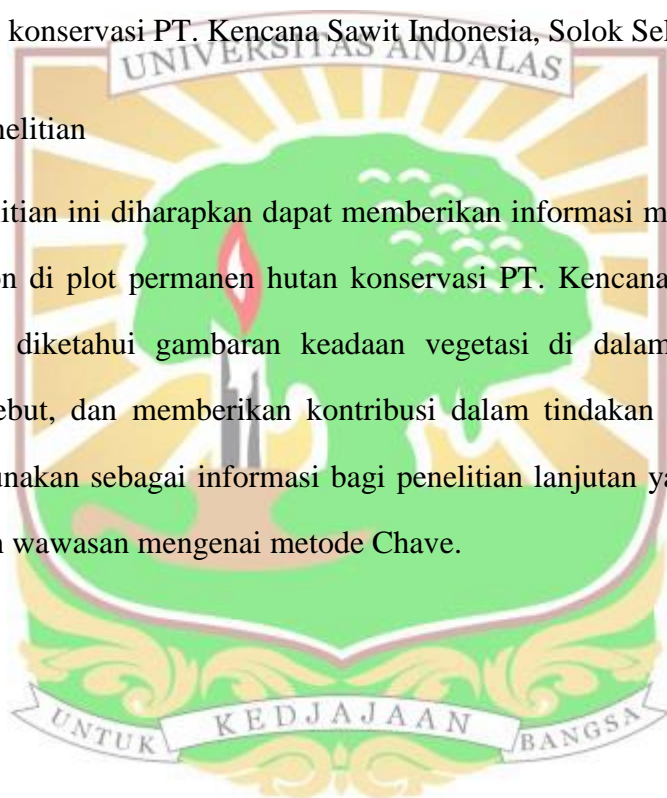 konservasi PT. Kencana Sawit Indonesia, Solok Sel
UNIVERSITAS ANDALAS
nelitian
litian ini diharapkan dapat memberikan informasi m
n di plot permanen hutan konservasi PT. Kencana
diketahui gambaran keadaan vegetasi di dalam
ebut, dan memberikan kontribusi dalam tindakan
unakan sebagai informasi bagi penelitian lanjutan ya
n wawasan mengenai metode Chave.
UNTUK KEDJAJAAN BANGSA